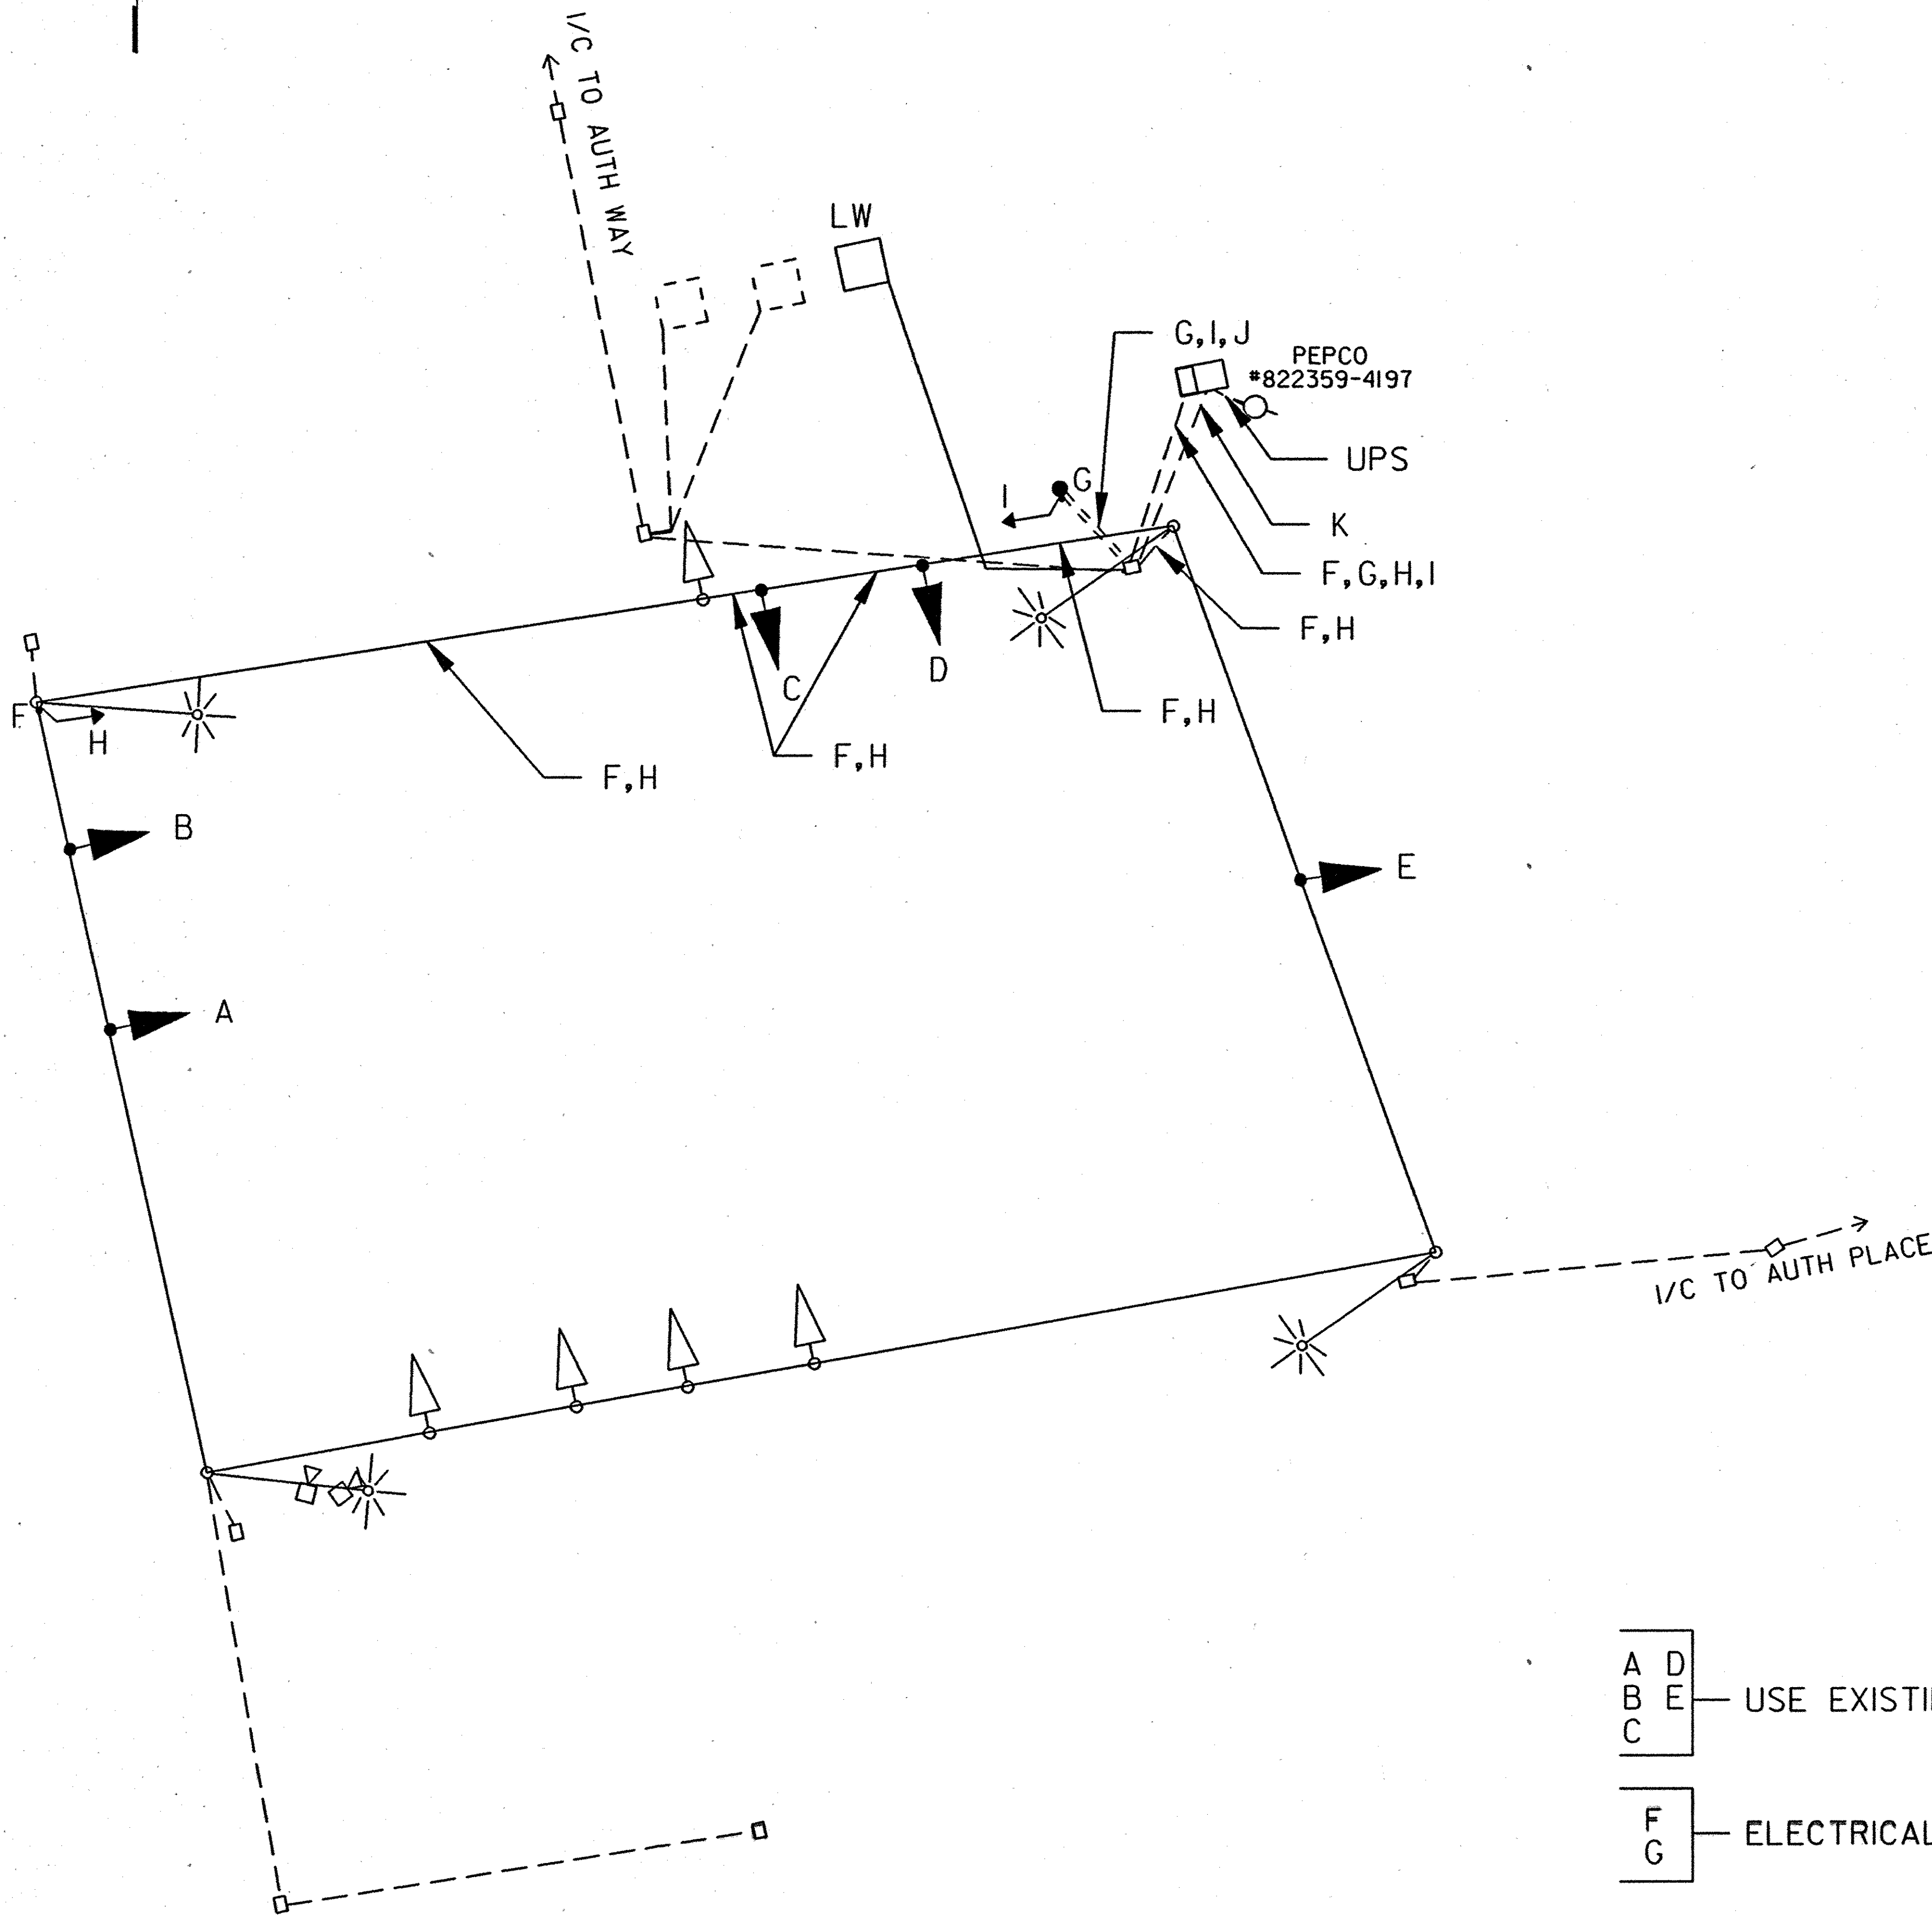 I/C TO AUTH WAY
LW
G,I,J
PEPCO
#822359-4197
UPS
G
I
K
F,G,H,I
F,H
D
C
F,H
F
H
F,H
F,H
B
E
A
I/C TO AUTH PLACE
A D
B E
C
USE EXISTI
F
G
ELECTRICAL